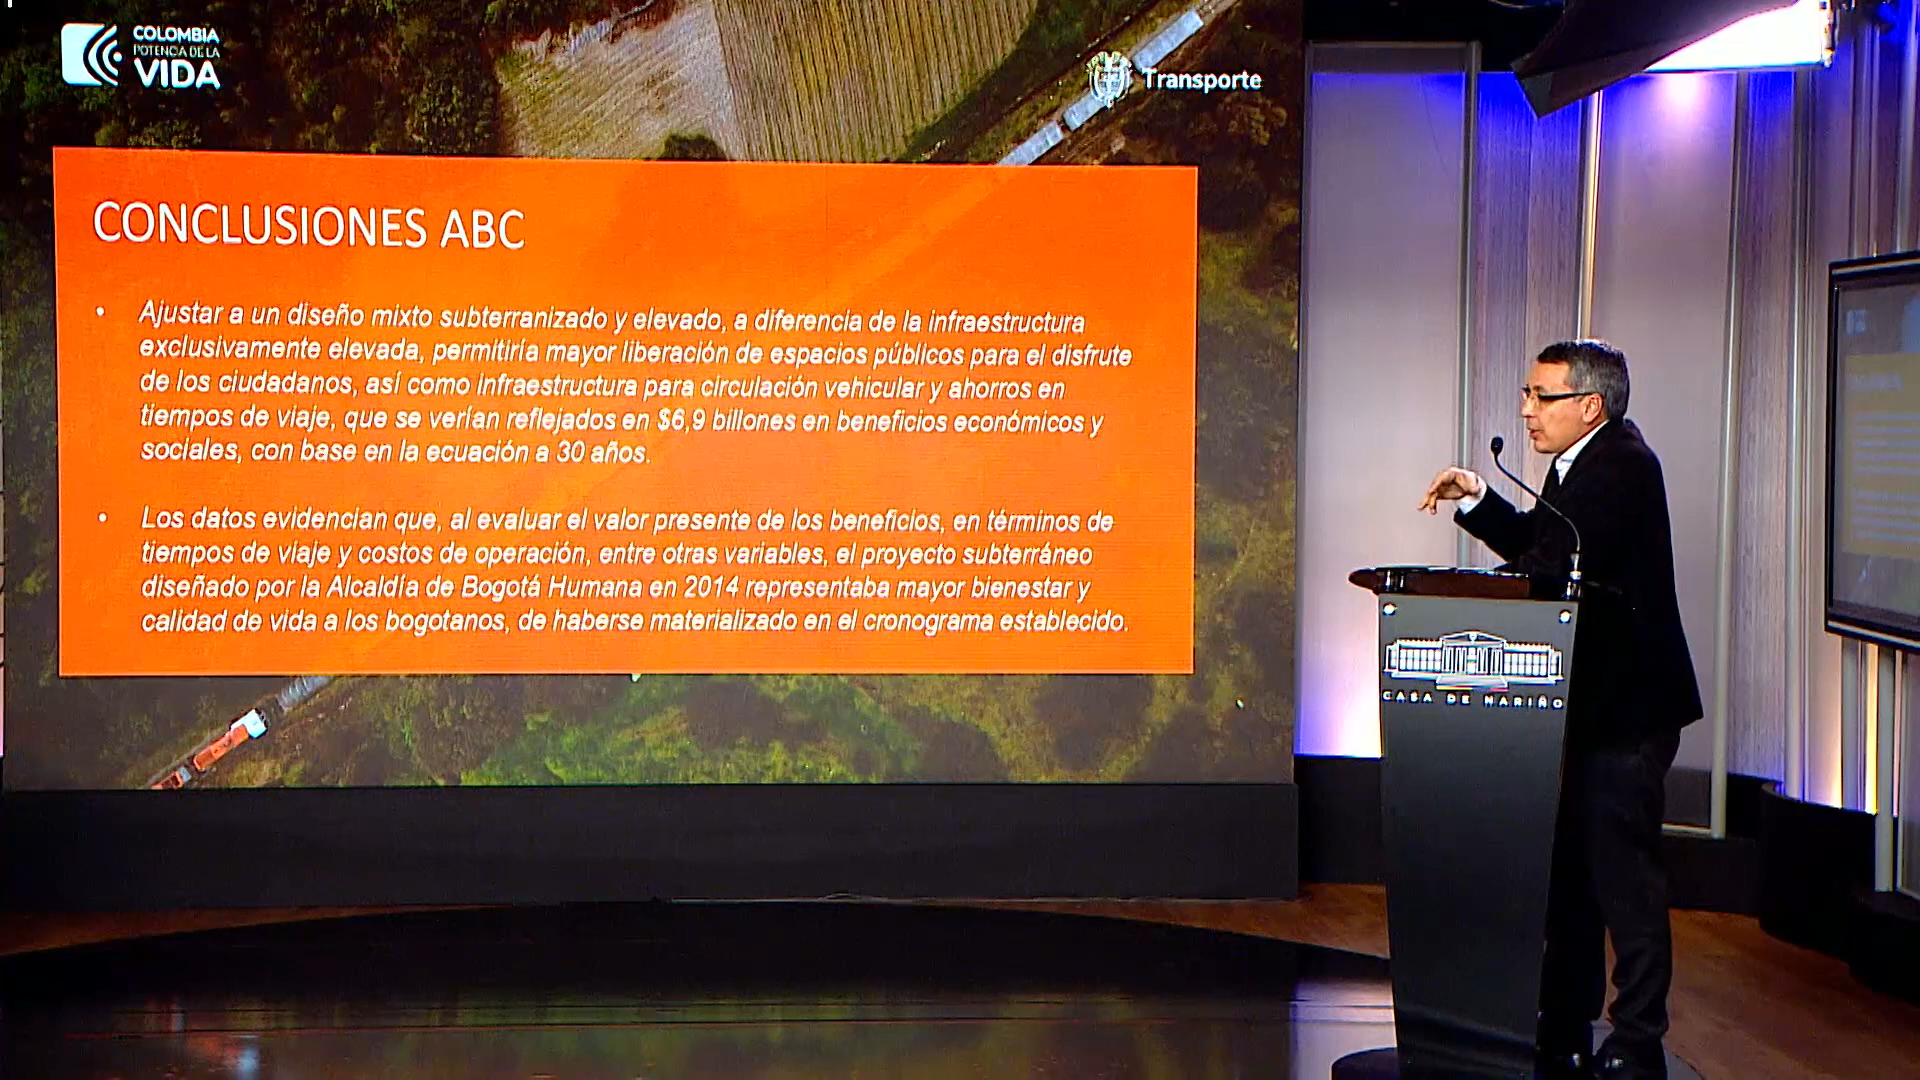 COLOMBIA
POTENCIA DE LA
VIDA
Transporte
CONCLUSIONES ABC
• Ajustar a un diseño mixto subterranizado y elevado, a diferencia de la infraestructura
exclusivamente elevada, permitiría mayor liberación de espacios públicos para el disfrute
de los ciudadanos, así como infraestructura para circulación vehicular y ahorros en
tiempos de viaje, que se verían reflejados en $6,9 billones en beneficios económicos y
sociales, con base en la ecuación a 30 años.
• Los datos evidencian que, al evaluar el valor presente de los beneficios, en términos de
tiempos de viaje y costos de operación, entre otras variables, el proyecto subterráneo
diseñado por la Alcaldía de Bogotá Humana en 2014 representaba mayor bienestar y
calidad de vida a los bogotanos, de haberse materializado en el cronograma establecido.
CASA DE NARIÑO